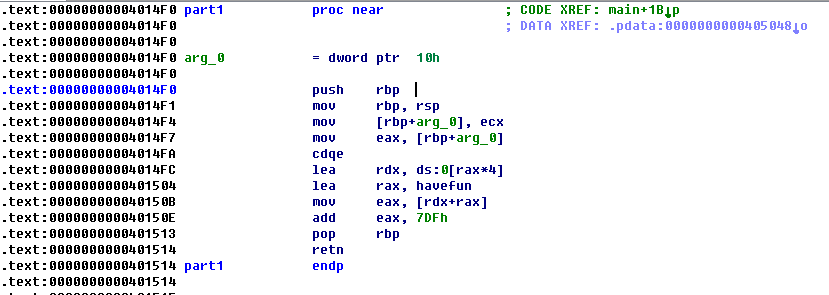 .text:00000000004014F0 part1 proc near ; CODE XREF: main+1B↓p
.text:00000000004014F0 ; DATA XREF: .pdata:0000000000405048↓o
.text:00000000004014F0
.text:00000000004014F0 arg_0 = dword ptr 10h
.text:00000000004014F0
.text:00000000004014F0 push rbp
.text:00000000004014F1 mov rbp, rsp
.text:00000000004014F4 mov [rbp+arg_0], ecx
.text:00000000004014F7 mov eax, [rbp+arg_0]
.text:00000000004014FA cdqe
.text:00000000004014FC lea rdx, ds:0[rax*4]
.text:0000000000401504 lea rax, havefun
.text:000000000040150B mov eax, [rdx+rax]
.text:000000000040150E add eax, 7DFh
.text:0000000000401513 pop rbp
.text:0000000000401514 retn
.text:0000000000401514 part1 endp
.text:0000000000401514